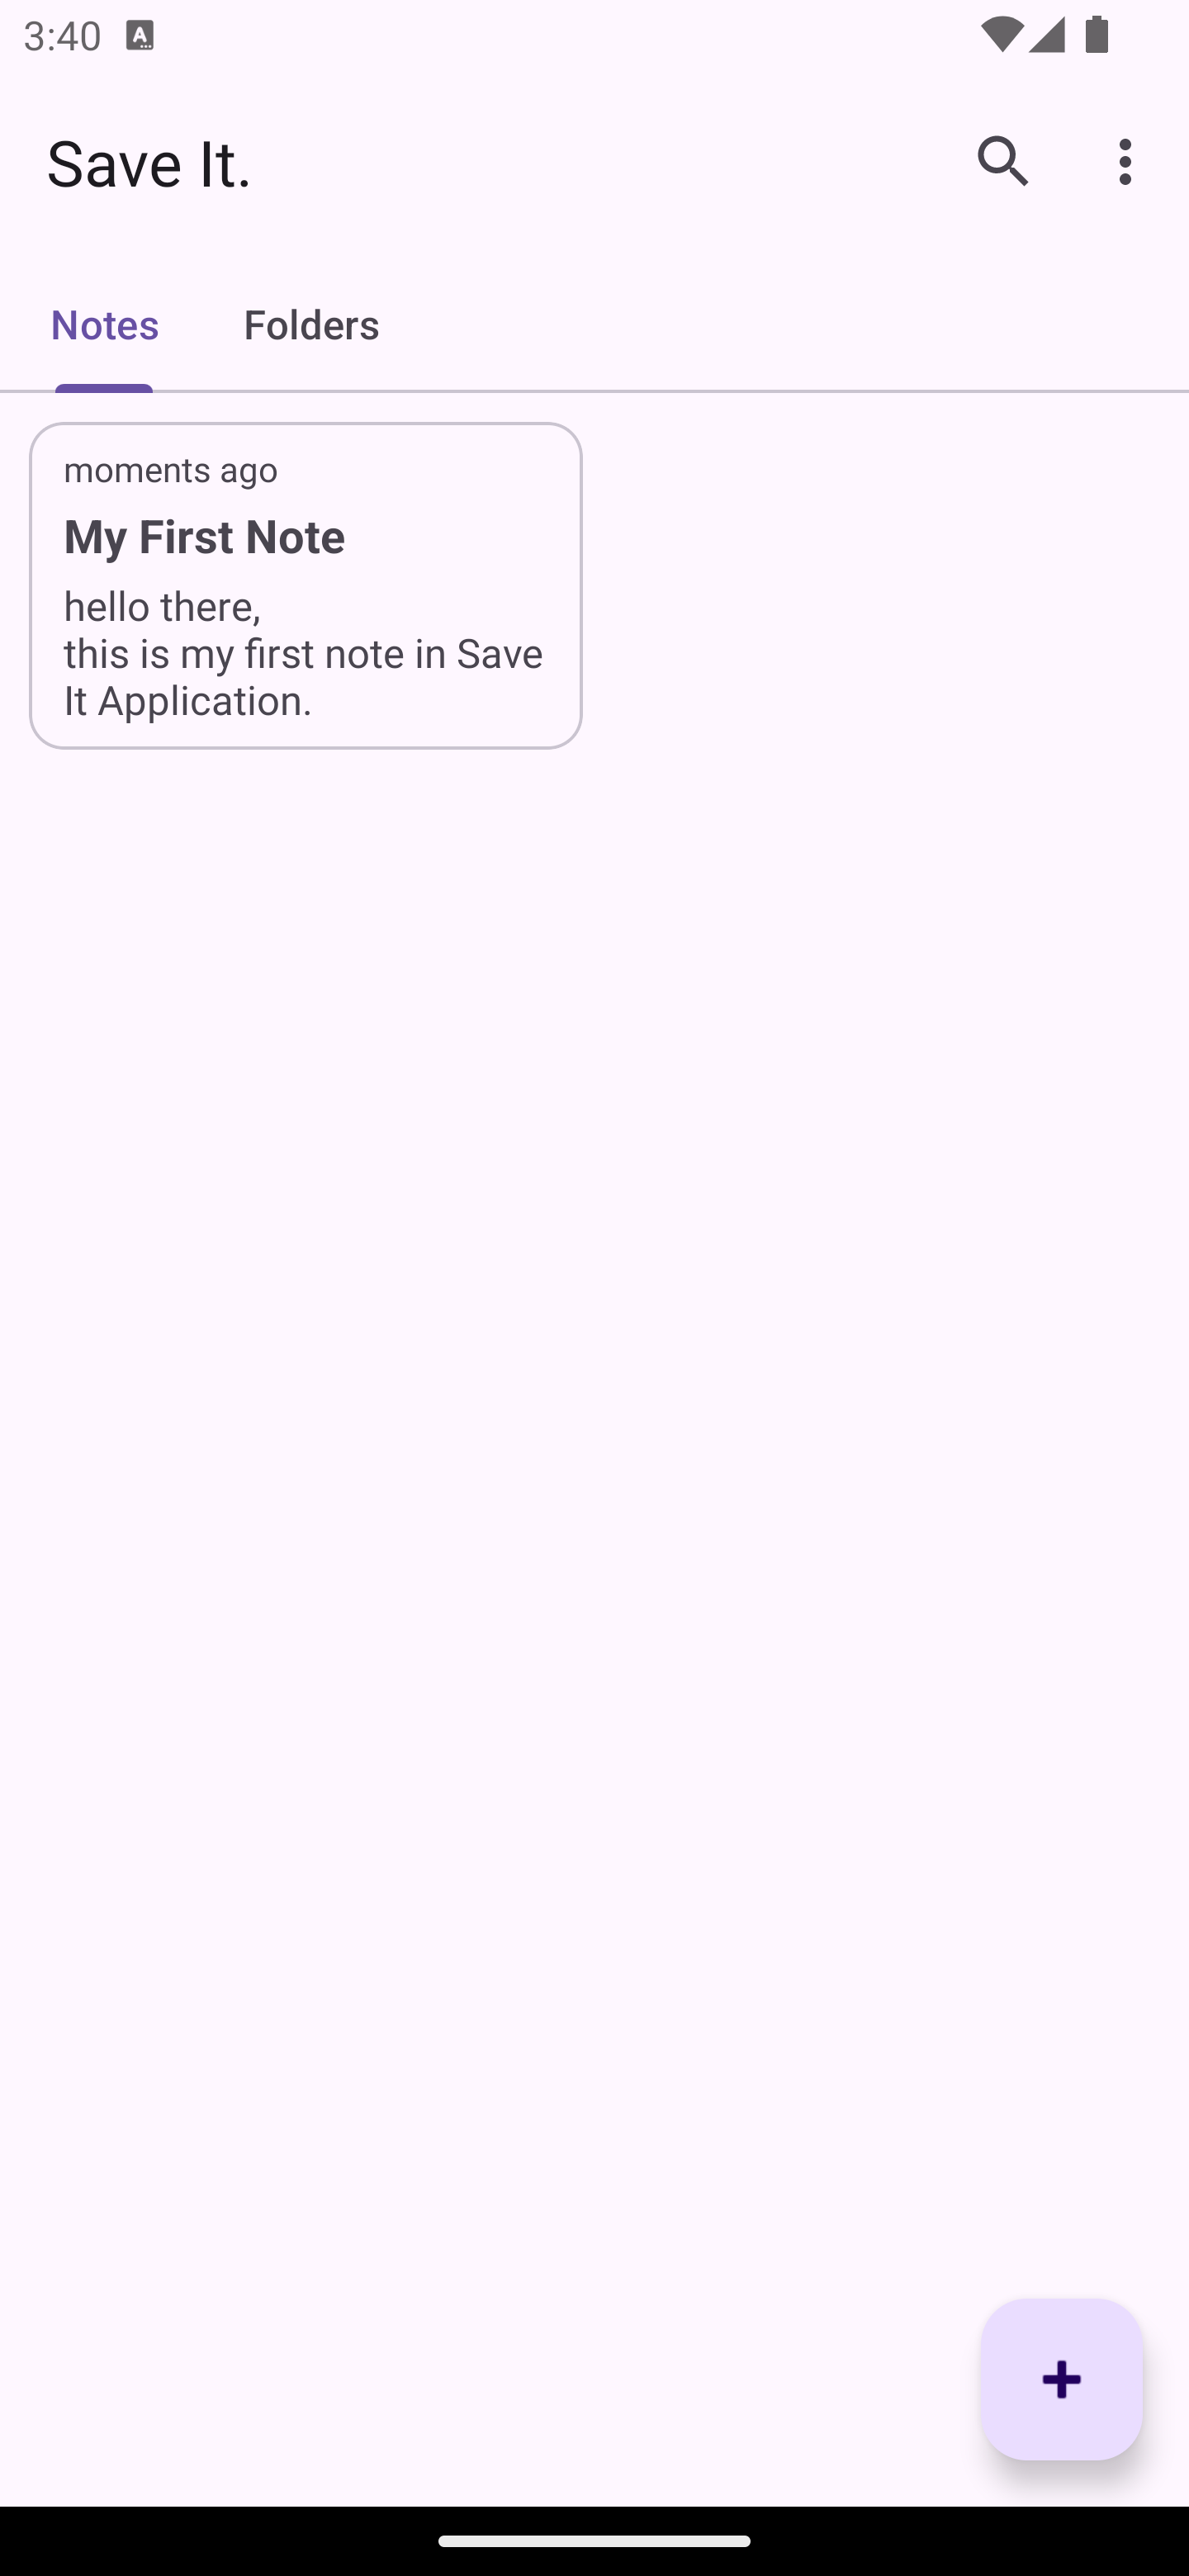 3:40
Save It.
Notes
Folders
moments ago
My First Note
hello there,
this is my first note in Save
It Application.